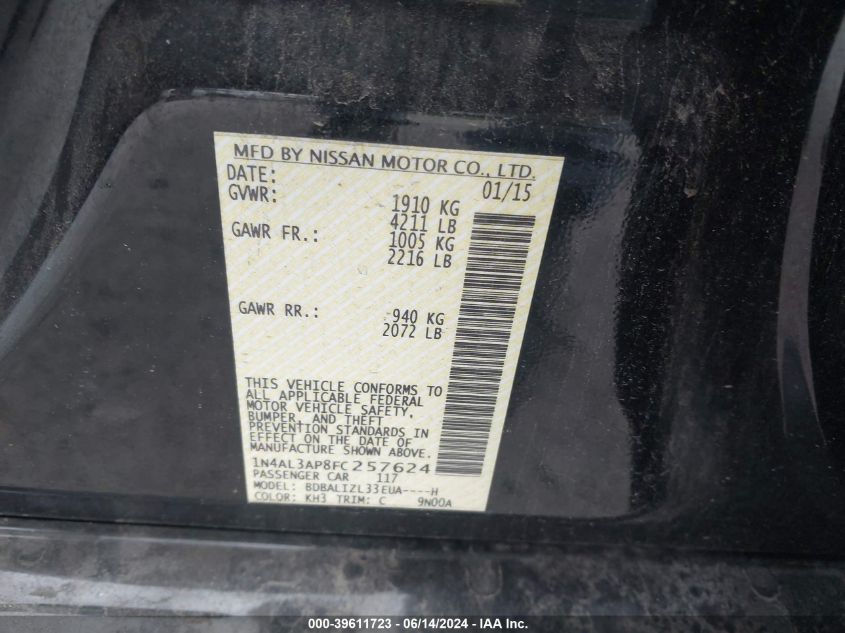 MFD BY NISSAN MOTOR CO., LTD.
DATE: 01/15
GVWR: 1910 KG
4211 LB
GAWR FR.: 1005 KG
2216 LB
GAWR RR.: 940 KG
2072 LB
THIS VEHICLE CONFORMS TO
ALL APPLICABLE FEDERAL
MOTOR VEHICLE SAFETY,
BUMPER, AND THEFT
PREVENTION STANDARDS IN
EFFECT ON THE DATE OF
MANUFACTURE SHOWN ABOVE.
1N4AL3AP8FC257624
PASSENGER CAR 117
MODEL: BDBALIZL33EUA----H
COLOR: KH3 TRIM: C 9N00A
000-39611723 - 06/14/2024 - IAA Inc.